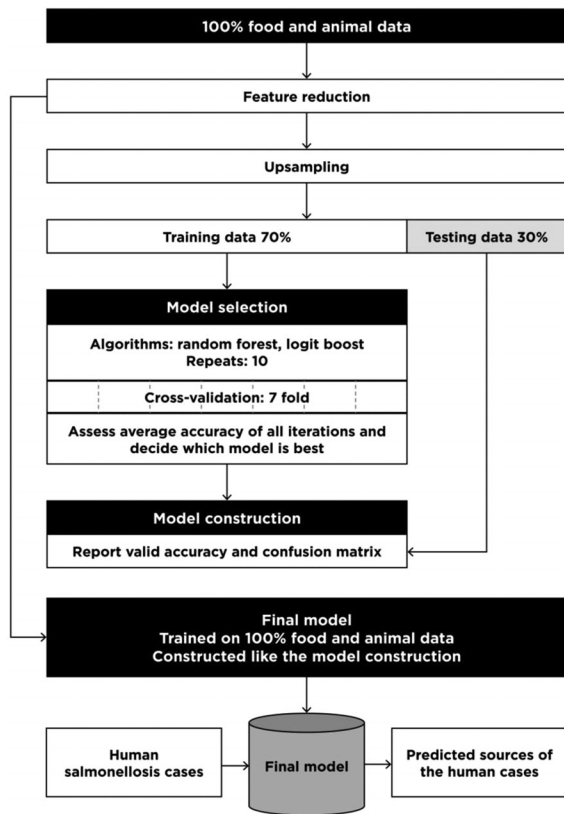 100% food and animal data
Feature reduction
Upsampling
Training data 70%
Testing data 30%
Model selection
Algorithms: random forest, logit boost
Repeats: 10
Cross-validation: 7 fold
Assess average accuracy of all iterations and
decide which model is best
Model construction
Report valid accuracy and confusion matrix
Final model
Trained on 100% food and animal data
Constructed like the model construction
Human
salmonellosis cases
Final model
Predicted sources of
the human cases